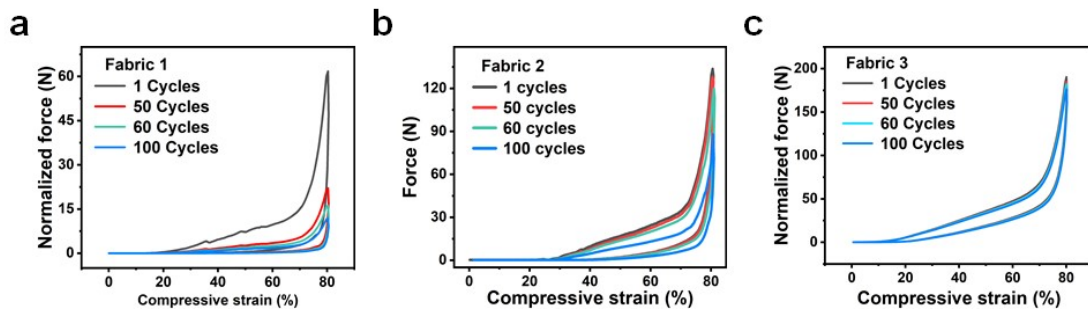 a
Normalized force (N)
60
45
30
15
0
Fabric 1
1 Cycles
50 Cycles
60 Cycles
100 Cycles
0 20 40 60 80 100
Compressive strain (%)
b
Force (N)
120
90
60
30
0
Fabric 2
1 cycles
50 cycles
60 cycles
100 cycles
0 20 40 60 80 100
Compressive strain (%)
c
Normalized force (N)
200
150
100
50
0
Fabric 3
1 Cycles
50 Cycles
60 Cycles
100 Cycles
0 20 40 60 80 100
Compressive strain (%)